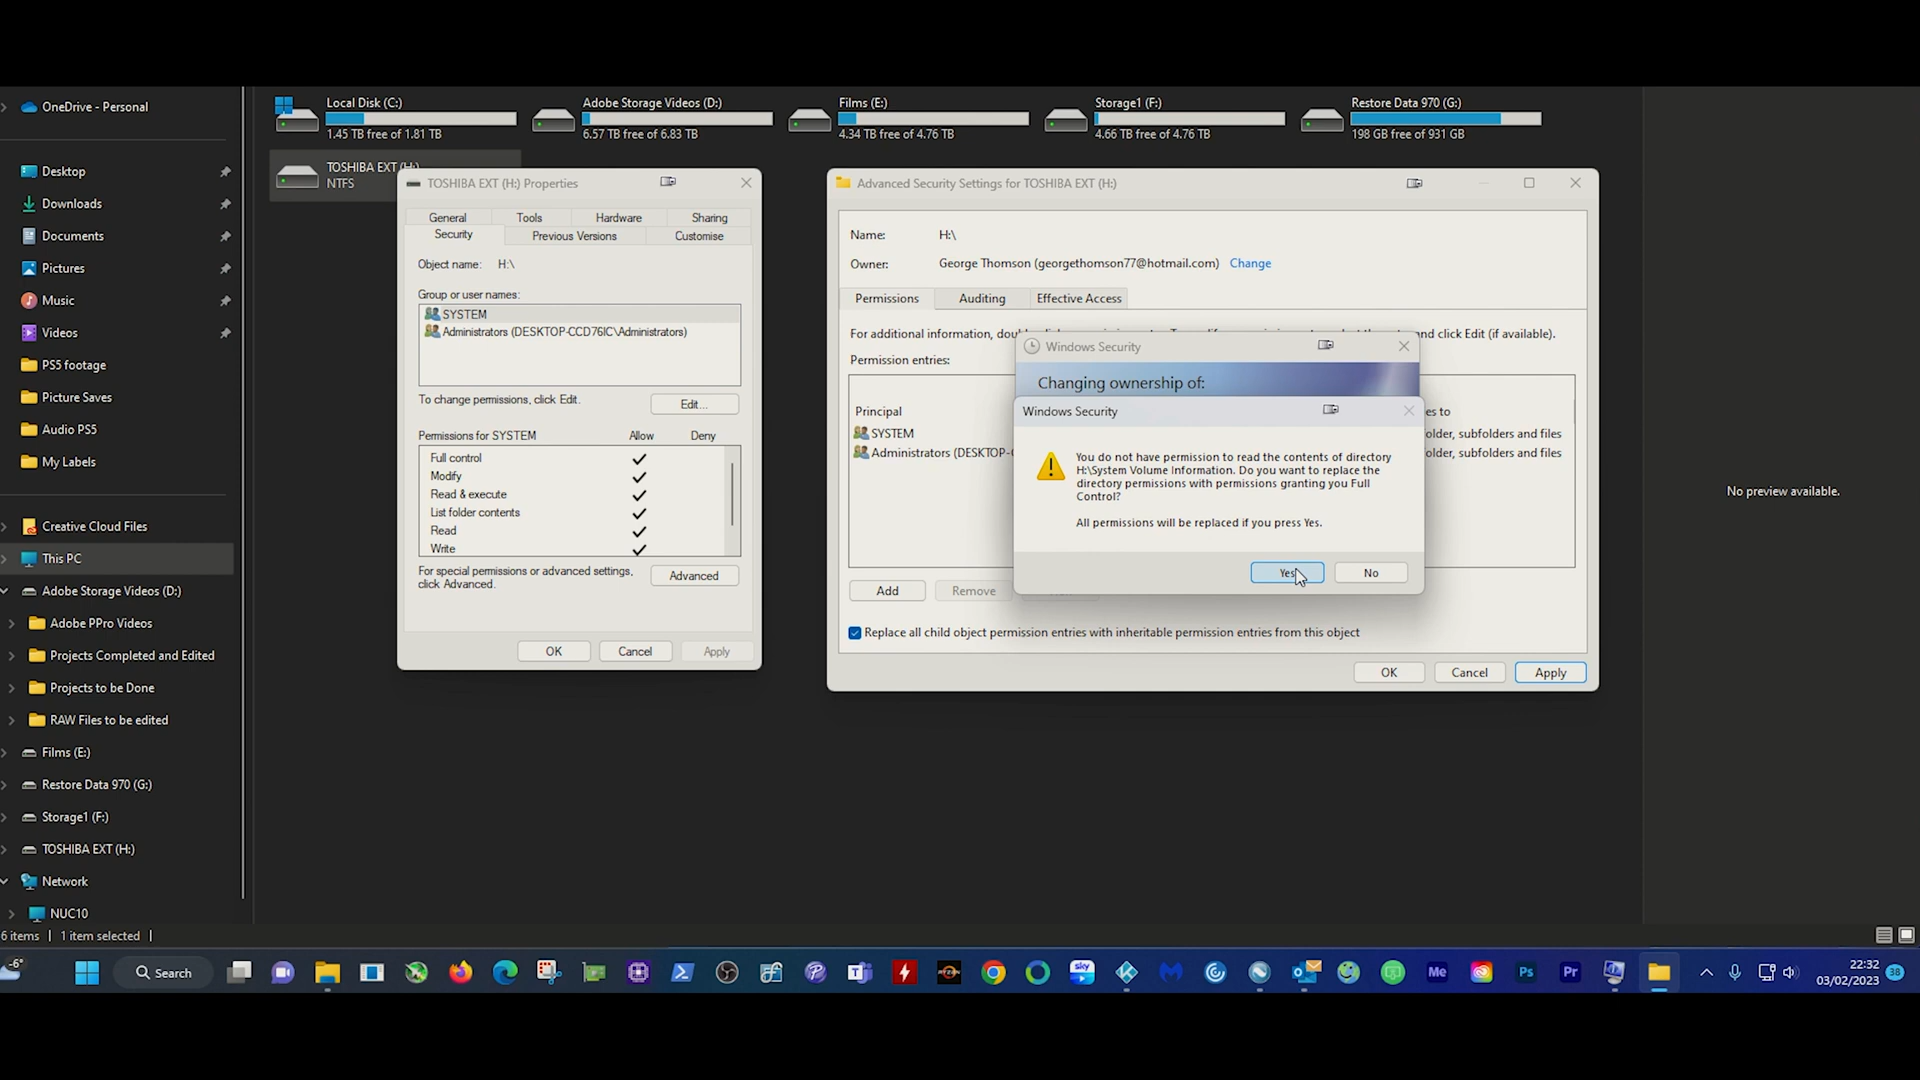 OneDrive - Personal
Desktop
Downloads
Documents
Pictures
Music
Videos
PS5 footage
Picture Saves
Audio PS5
My Labels
Creative Cloud Files
This PC
Adobe Storage Videos (D:)
Adobe PPro Videos
Projects Completed and Edited
Projects to be Done
RAW Files to be edited
Films (E:)
Restore Data 970 (G:)
Storage1 (F:)
TOSHIBA EXT (H:)
Network
NUC10
6 items
1 item selected
Local Disk (C:)
1.45 TB free of 1.81 TB
Adobe Storage Videos (D:)
6.57 TB free of 6.83 TB
Films (E:)
4.34 TB free of 4.76 TB
Storage1 (F:)
4.66 TB free of 4.76 TB
Restore Data 970 (G:)
198 GB free of 931 GB
TOSHIBA EXT (H:)
NTFS
TOSHIBA EXT (H:) Properties
General
Tools
Hardware
Sharing
Security
Previous Versions
Customise
Object name: H:\
Group or user names:
SYSTEM
Administrators (DESKTOP-CCD76IC\Administrators)
To change permissions, click Edit.
Edit...
Permissions for SYSTEM
Allow
Deny
Full control
Modify
Read & execute
List folder contents
Read
Write
For special permissions or advanced settings,
click Advanced.
Advanced
OK
Cancel
Apply
Advanced Security Settings for TOSHIBA EXT (H:)
Name: H:\
Owner: George Thomson (georgethomson77@hotmail.com) Change
Permissions
Auditing
Effective Access
For additional information, and click Edit (if available).
Permission entries:
Principal
es to
SYSTEM
older, subfolders and files
Administrators (DESKTOP-
older, subfolders and files
Add
Remove
Replace all child object permission entries with inheritable permission entries from this object
OK
Cancel
Apply
Windows Security
Changing ownership of:
Windows Security
You do not have permission to read the contents of directory
H:\System Volume Information. Do you want to replace the
directory permissions with permissions granting you Full
Control?
All permissions will be replaced if you press Yes.
Yes
No
No preview available.
-6°
Search
sky
Me
Ps
Pr
22:32
03/02/2023
38